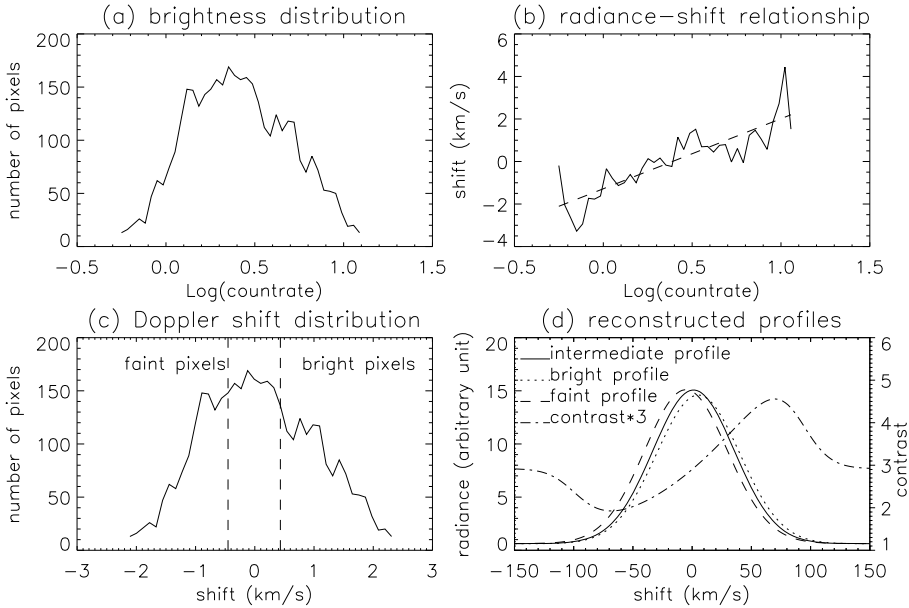 (a) brightness distribution
200
150
100
50
0
number of pixels
−0.5 0.0 0.5 1.0 1.5
Log(countrate)
(b) radiance−shift relationship
6
4
2
0
−2
−4
shift (km/s)
−0.5 0.0 0.5 1.0 1.5
Log(countrate)
(c) Doppler shift distribution
200
150
100
50
0
number of pixels
faint pixels
bright pixels
−3 −2 −1 0 1 2 3
shift (km/s)
(d) reconstructed profiles
20
15
10
5
0
radiance (arbitrary unit)
intermediate profile
bright profile
faint profile
contrast*3
6
5
4
3
2
1
contrast
−150 −100 −50 0 50 100 150
shift (km/s)